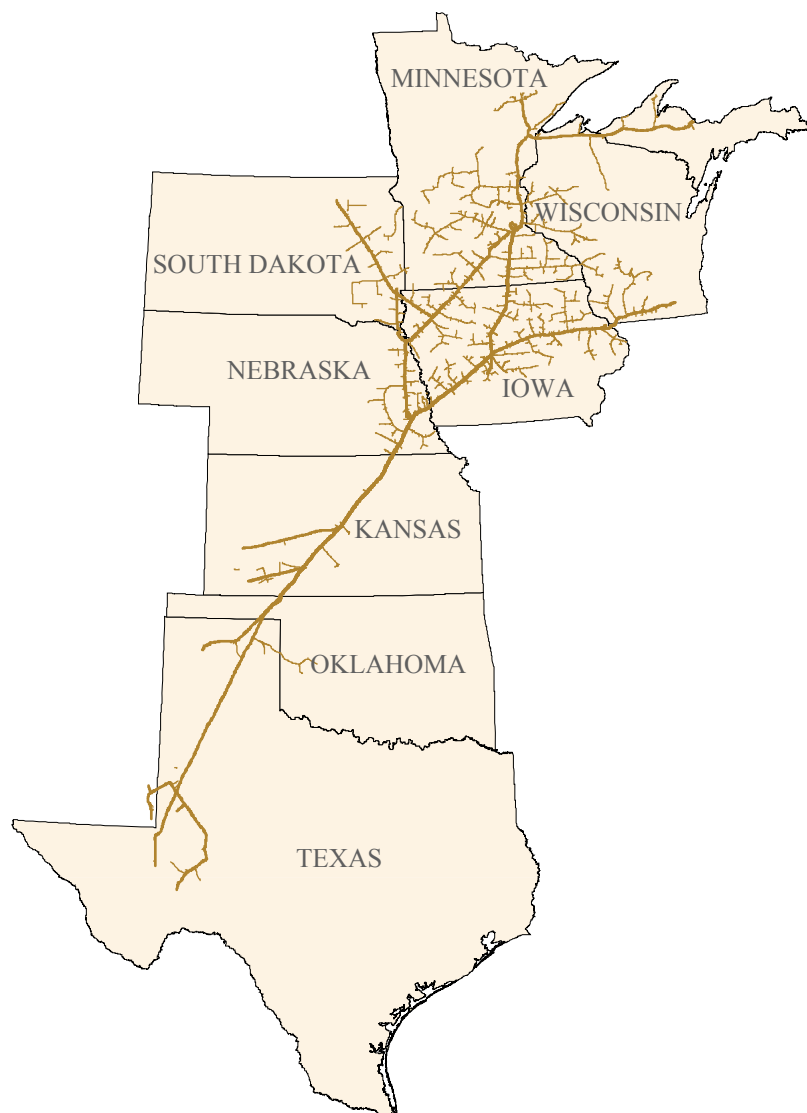 MINNESOTA
WISCONSIN
SOUTH DAKOTA
NEBRASKA
IOWA
KANSAS
OKLAHOMA
TEXAS